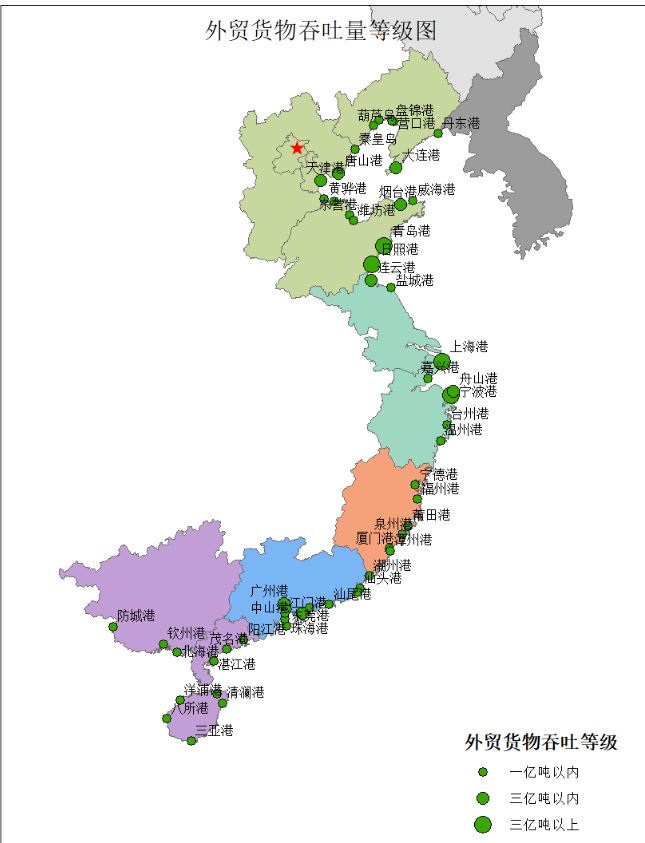 外贸货物吞吐量等级图
葫芦岛
盘锦港
营口港
丹东港
秦皇岛
唐山港
大连港
天津港
黄骅港
烟台港
威海港
东营港
潍坊港
青岛港
日照港
连云港
盐城港
上海港
嘉兴港
舟山港
宁波港
台州港
温州港
宁德港
福州港
莆田港
泉州港
厦门港
漳州港
潮州港
汕头港
汕尾港
广州港
江门港
中山港
东莞港
阳江港
珠海港
防城港
钦州港
茂名港
北海港
湛江港
洋浦港
清澜港
八所港
三亚港
外贸货物吞吐等级
一亿吨以内
三亿吨以内
三亿吨以上